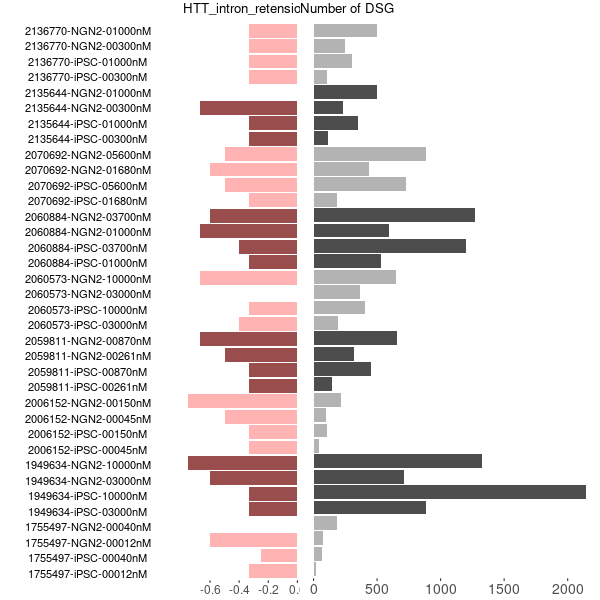 HTT_intron_retensic Number of DSG
2136770-NGN2-01000nM
2136770-NGN2-00300nM
2136770-iPSC-01000nM
2136770-iPSC-00300nM
2135644-NGN2-01000nM
2135644-NGN2-00300nM
2135644-iPSC-01000nM
2135644-iPSC-00300nM
2070692-NGN2-05600nM
2070692-NGN2-01680nM
2070692-iPSC-05600nM
2070692-iPSC-01680nM
2060884-NGN2-03700nM
2060884-NGN2-01000nM
2060884-iPSC-03700nM
2060884-iPSC-01000nM
2060573-NGN2-10000nM
2060573-NGN2-03000nM
2060573-iPSC-10000nM
2060573-iPSC-03000nM
2059811-NGN2-00870nM
2059811-NGN2-00261nM
2059811-iPSC-00870nM
2059811-iPSC-00261nM
2006152-NGN2-00150nM
2006152-NGN2-00045nM
2006152-iPSC-00150nM
2006152-iPSC-00045nM
1949634-NGN2-10000nM
1949634-NGN2-03000nM
1949634-iPSC-10000nM
1949634-iPSC-03000nM
1755497-NGN2-00040nM
1755497-NGN2-00012nM
1755497-iPSC-00040nM
1755497-iPSC-00012nM
-0.6 -0.4 -0.2 0. 0 500 1000 1500 2000